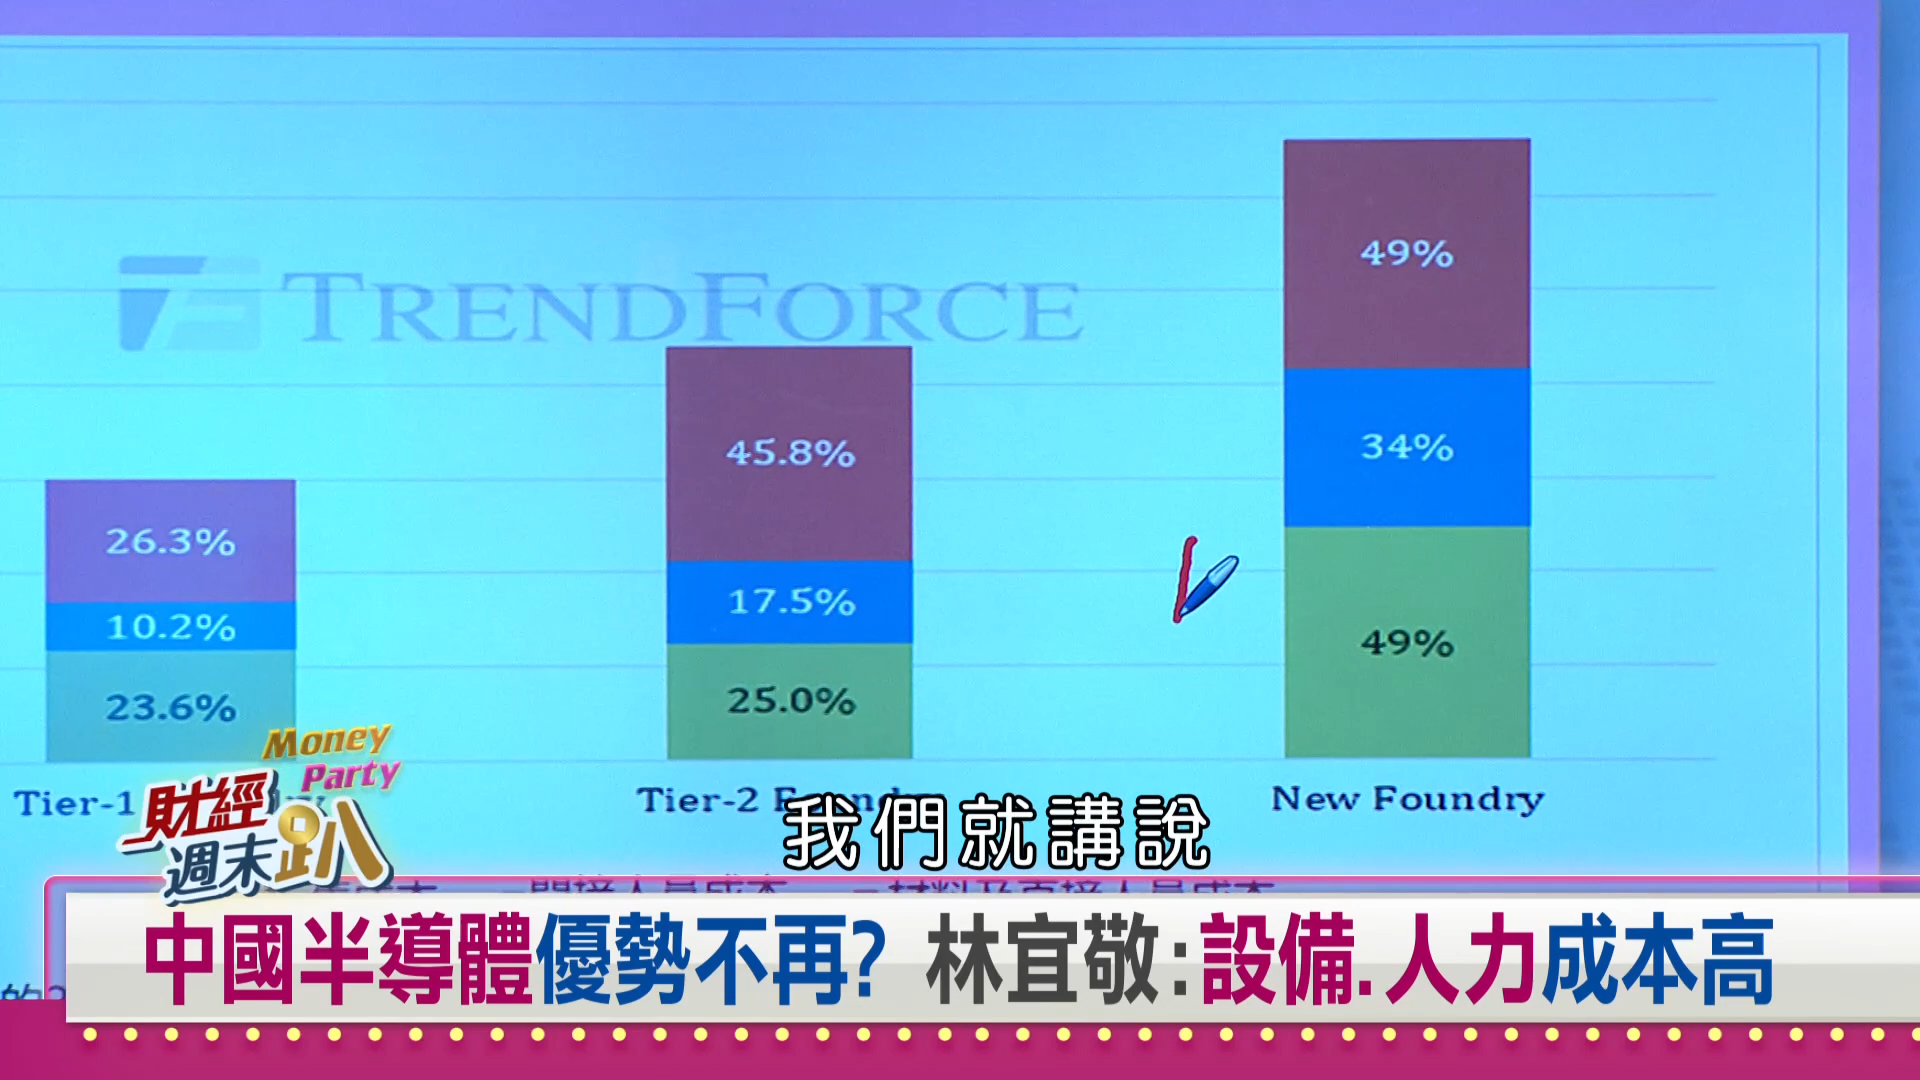 TRENDFORCE
49%
34%
49%
45.8%
17.5%
25.0%
26.3%
10.2%
23.6%
Tier-1
Tier-2
New Foundry
Money
Party
財經
週末趴
我們就講說
中國半導體優勢不再? 林宜敬:設備.人力成本高